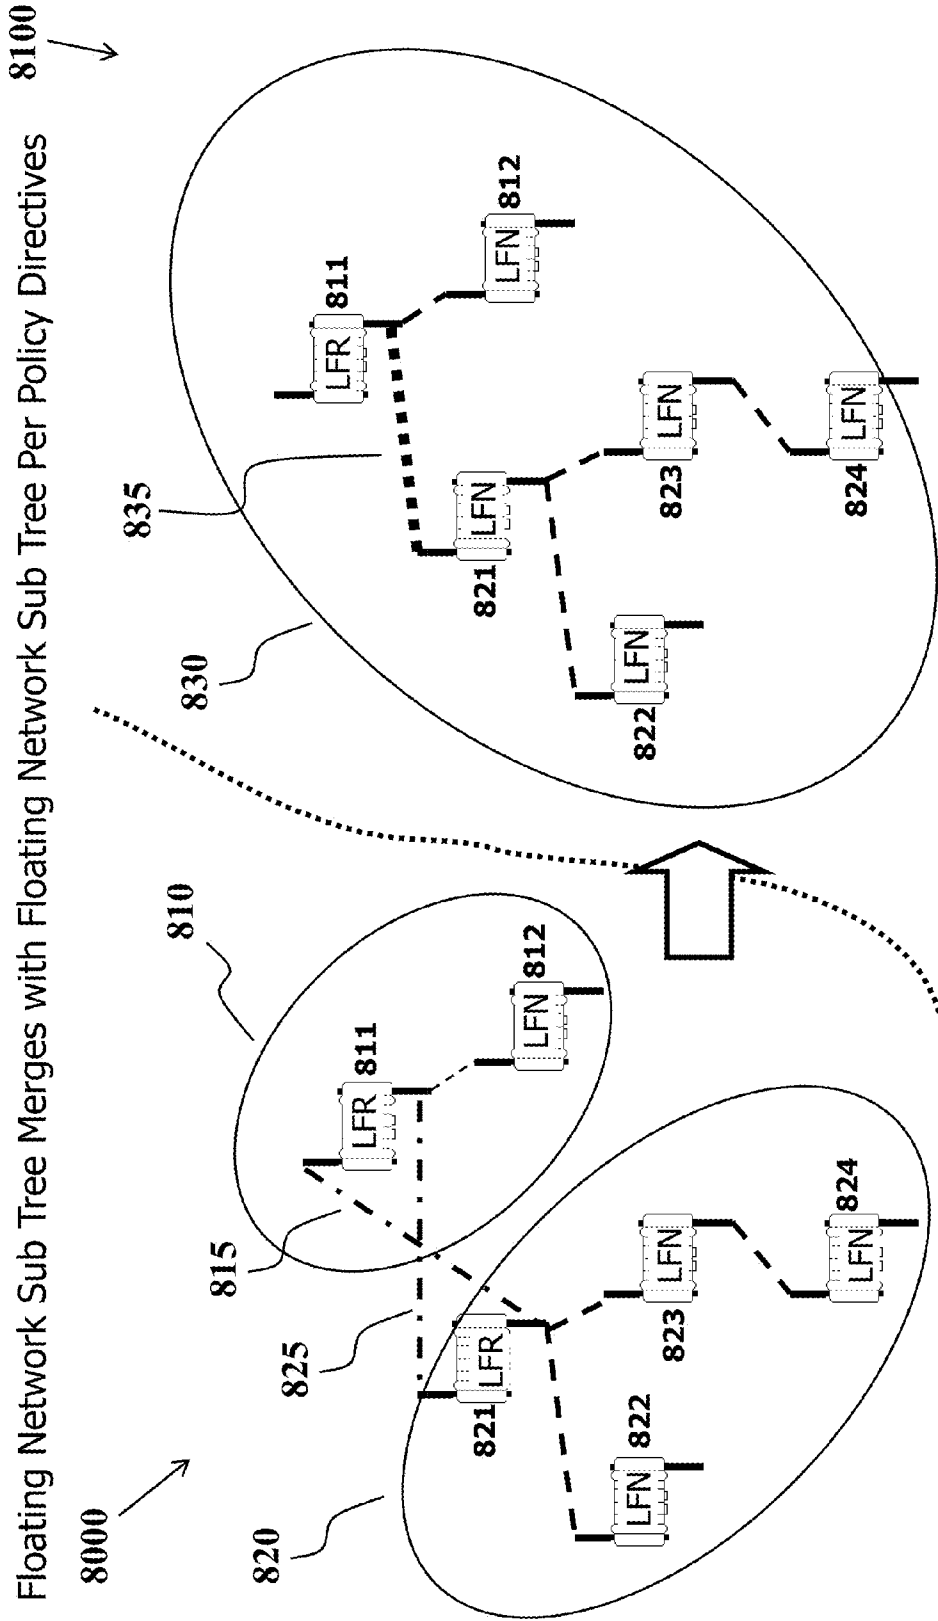 Floating Network Sub Tree Merges with Floating Network Sub Tree Per Policy Directives
8000
8100
820
825
815
810
821
LFR
822
LFN
823
LFN
824
LFN
811
LFR
812
LFN
830
835
821
LFN
822
LFN
823
LFN
824
LFN
811
LFR
812
LFN